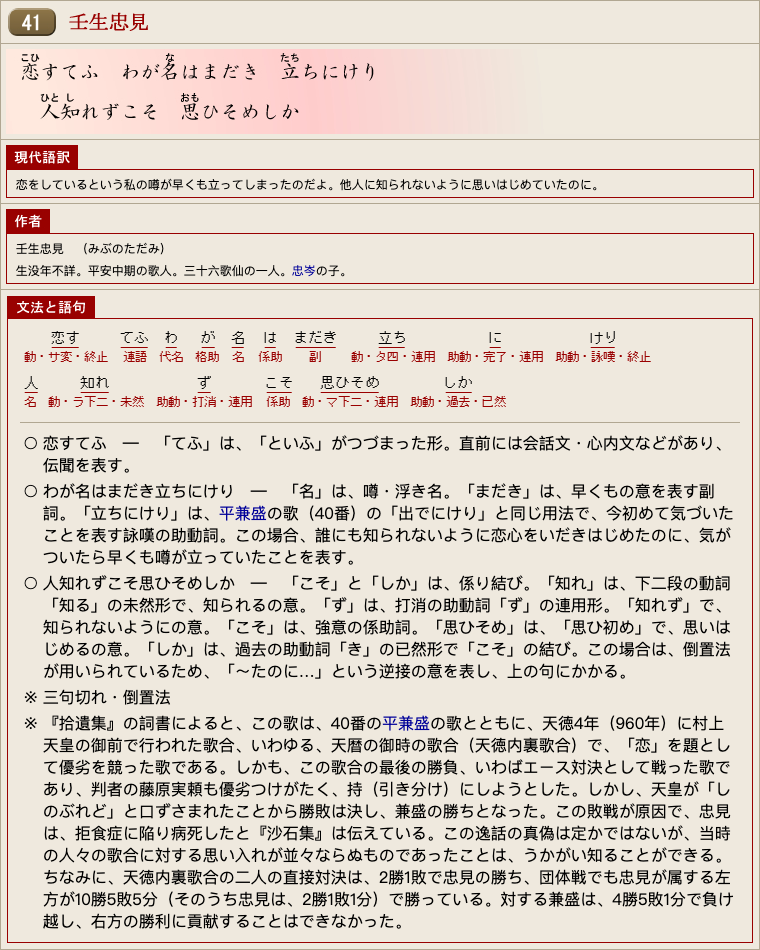 41 壬生忠見
こひ な たち
恋すてふ　わが名はまだき　立ちにけり
ひと し おも
人知れずこそ　思ひそめしか
現代語訳
恋をしているという私の噂が早くも立ってしまったのだよ。他人に知られないように思いはじめていたのに。
作者
壬生忠見　（みぶのただみ）
生没年不詳。平安中期の歌人。三十六歌仙の一人。忠岑の子。
文法と語句
恋す てふ わ が 名 は まだき 立ち に けり
動・サ変・終止 連語 代名 格助 名 係助 副 動・タ四・連用 助動・完了・連用 助動・詠嘆・終止
人 知れ ず こそ 思ひそめ しか
名 動・ラ下二・未然 助動・打消・連用 係助 動・マ下二・連用 助動・過去・已然
○ 恋すてふ　―　「てふ」は、「といふ」がつづまった形。直前には会話文・心内文などがあり、
伝聞を表す。
○ わが名はまだき立ちにけり　―　「名」は、噂・浮き名。「まだき」は、早くもの意を表す副
詞。「立ちにけり」は、平兼盛の歌（40番）の「出でにけり」と同じ用法で、今初めて気づいた
ことを表す詠嘆の助動詞。この場合、誰にも知られないように恋心をいだきはじめたのに、気が
ついたら早くも噂が立っていたことを表す。
○ 人知れずこそ思ひそめしか　―　「こそ」と「しか」は、係り結び。「知れ」は、下二段の動詞
「知る」の未然形で、知られるの意。「ず」は、打消の助動詞「ず」の連用形。「知れず」で、
知られないようにの意。「こそ」は、強意の係助詞。「思ひそめ」は、「思ひ初め」で、思いは
じめるの意。「しか」は、過去の助動詞「き」の已然形で「こそ」の結び。この場合は、倒置法
が用いられているため、「～たのに…」という逆接の意を表し、上の句にかかる。
※ 三句切れ・倒置法
※ 『拾遺集』の詞書によると、この歌は、40番の平兼盛の歌とともに、天徳4年（960年）に村上
天皇の御前で行われた歌合、いわゆる、天暦の御時の歌合（天徳内裏歌合）で、「恋」を題とし
て優劣を競った歌である。しかも、この歌合の最後の勝負、いわばエース対決として戦った歌で
あり、判者の藤原実頼も優劣つけがたく、持（引き分け）にしようとした。しかし、天皇が「し
のぶれど」と口ずさまれたことから勝敗は決し、兼盛の勝ちとなった。この敗戦が原因で、忠見
は、拒食症に陥り病死したと『沙石集』は伝えている。この逸話の真偽は定かではないが、当時
の人々の歌合に対する思い入れが並々ならぬものであったことは、うかがい知ることができる。
ちなみに、天徳内裏歌合の二人の直接対決は、2勝1敗で忠見の勝ち、団体戦でも忠見が属する左
方が10勝5敗5分（そのうち忠見は、2勝1敗1分）で勝っている。対する兼盛は、4勝5敗1分で負け
越し、右方の勝利に貢献することはできなかった。